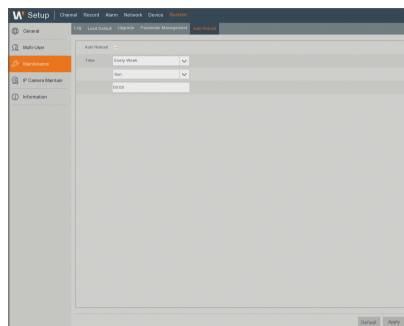 Setup Channel Record Alarm Network Device System
General
Log Load Default Upgrade Parameter Management Auto Reboot
Multi-User
Maintenance
IP Camera Maintain
Information
Auto Reboot
Time Every Week
Sun.
00:00
Default Apply